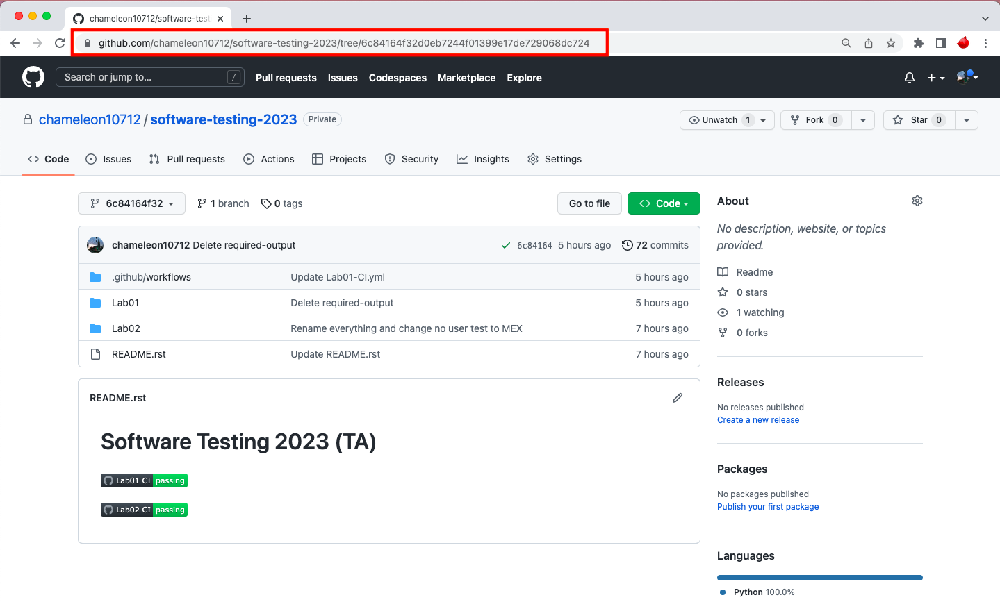 chameleon10712/software-test
github.com/chameleon10712/software-testing-2023/tree/6c84164f32d0eb7244f01399e17de729068dc724
Search or jump to... / Pull requests Issues Codespaces Marketplace Explore
chameleon10712 / software-testing-2023 Private Unwatch 1 Fork 0 Star 0
Code Issues Pull requests Actions Projects Security Insights Settings
6c84164f32 1 branch 0 tags Go to file Code
chameleon10712 Delete required-output 6c84164 5 hours ago 72 commits
.github/workflows Update Lab01-CI.yml 5 hours ago
Lab01 Delete required-output 5 hours ago
Lab02 Rename everything and change no user test to MEX 7 hours ago
README.rst Update README.rst 7 hours ago
README.rst
Software Testing 2023 (TA)
Lab01 CI passing
Lab02 CI passing
About
No description, website, or topics
provided.
Readme
0 stars
1 watching
0 forks
Releases
No releases published
Create a new release
Packages
No packages published
Publish your first package
Languages
Python 100.0%